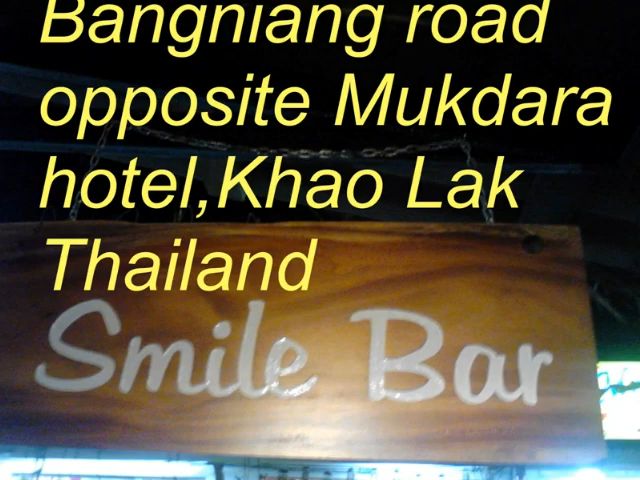 Bangniang road
opposite Mukdara
hotel,Khao Lak
Thailand
Smile Bar